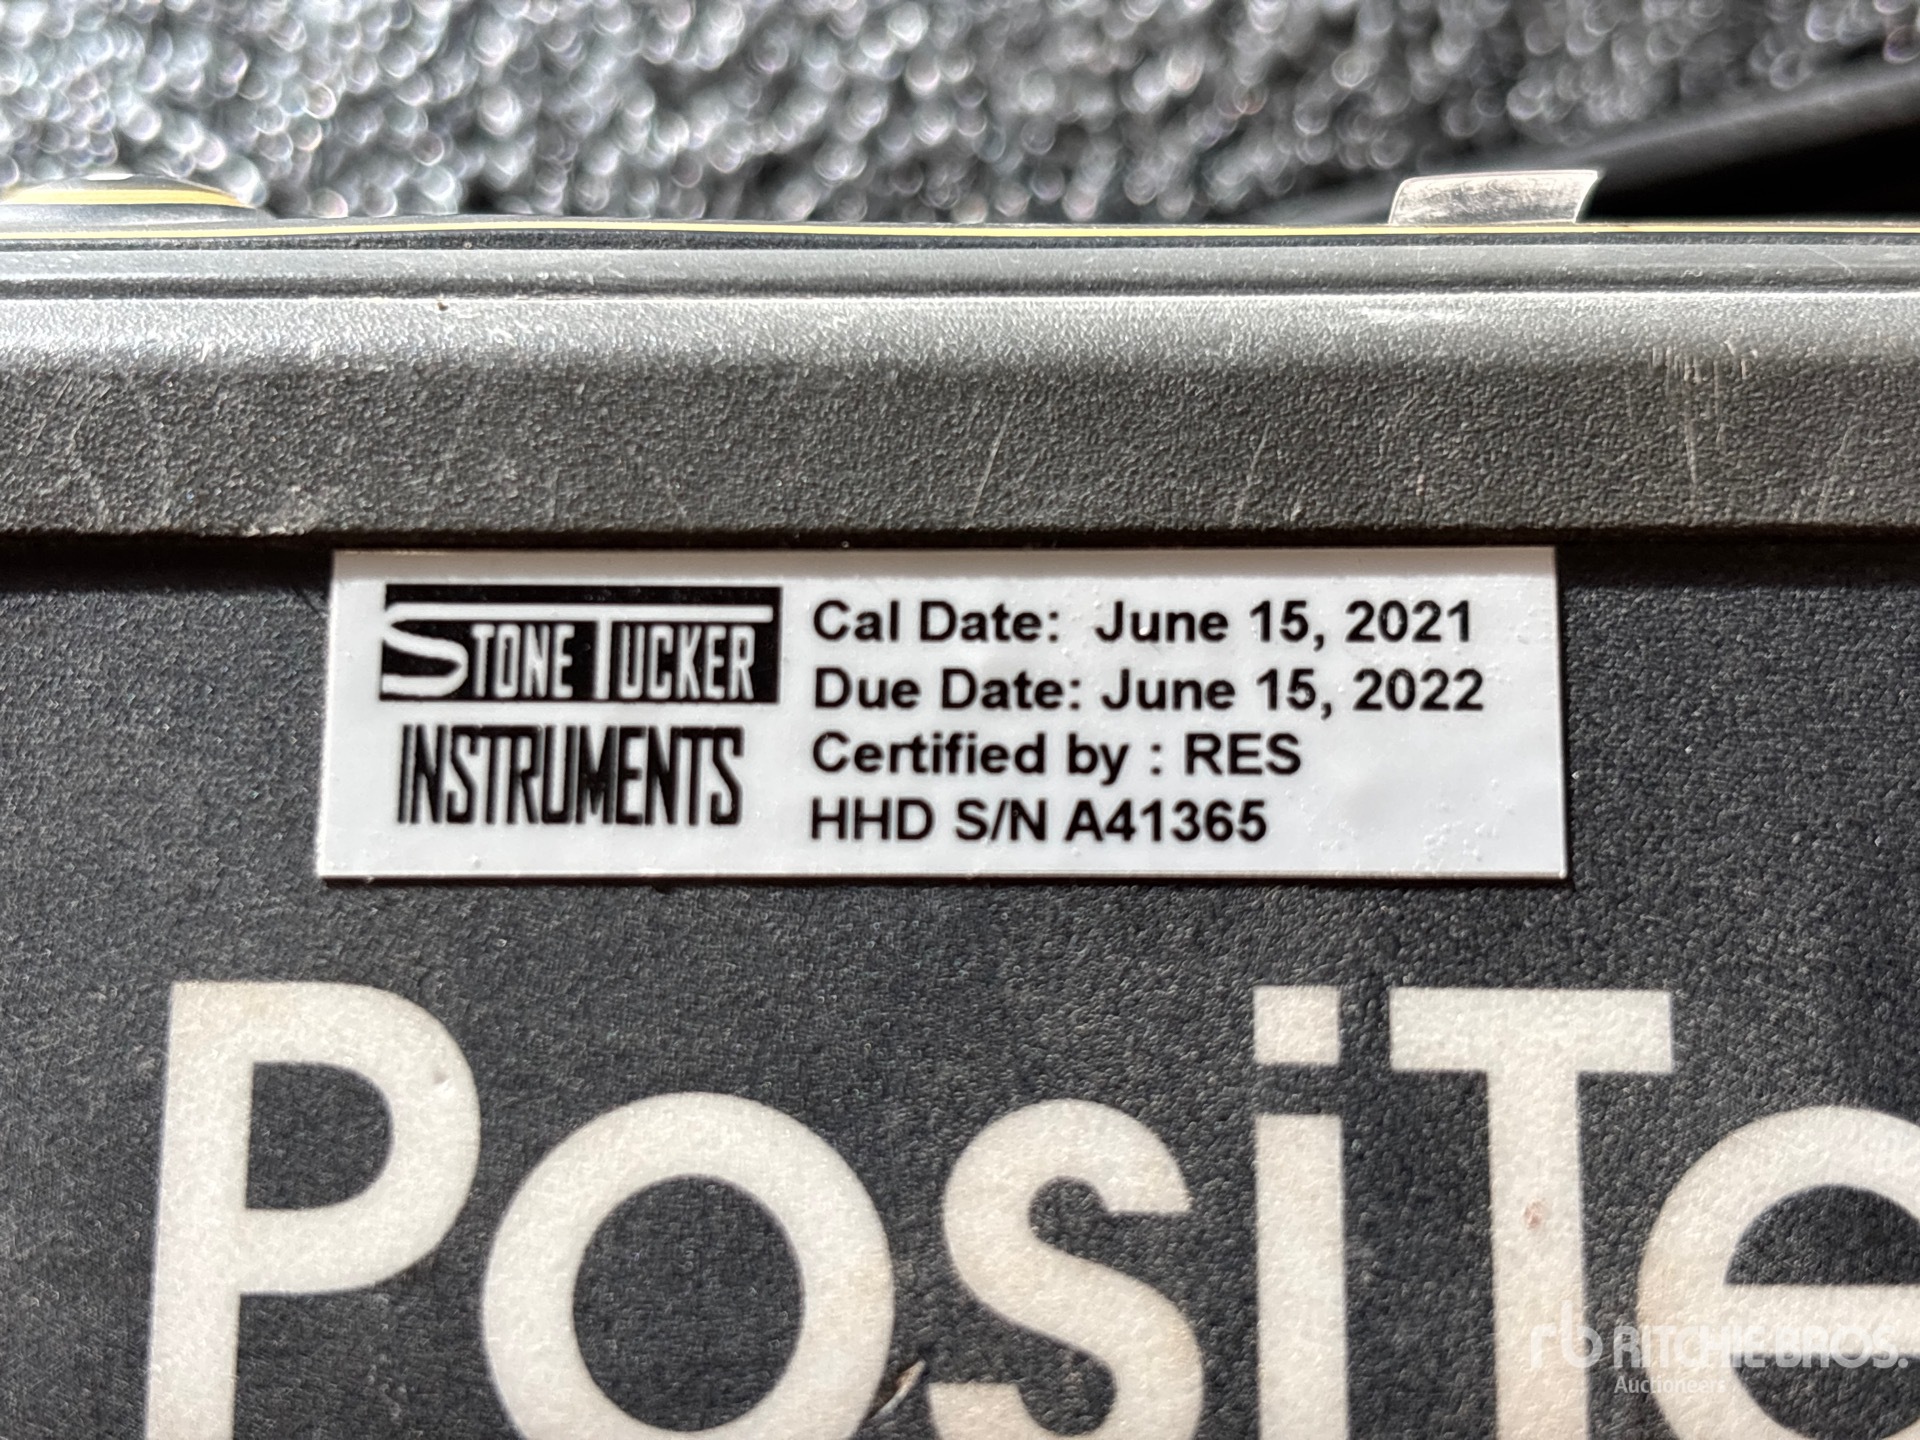 STONE TUCKER
INSTRUMENTS
Cal Date: June 15, 2021
Due Date: June 15, 2022
Certified by : RES
HHD S/N A41365
PosiTe
rb RITCHIE BROS.
Auctioneers